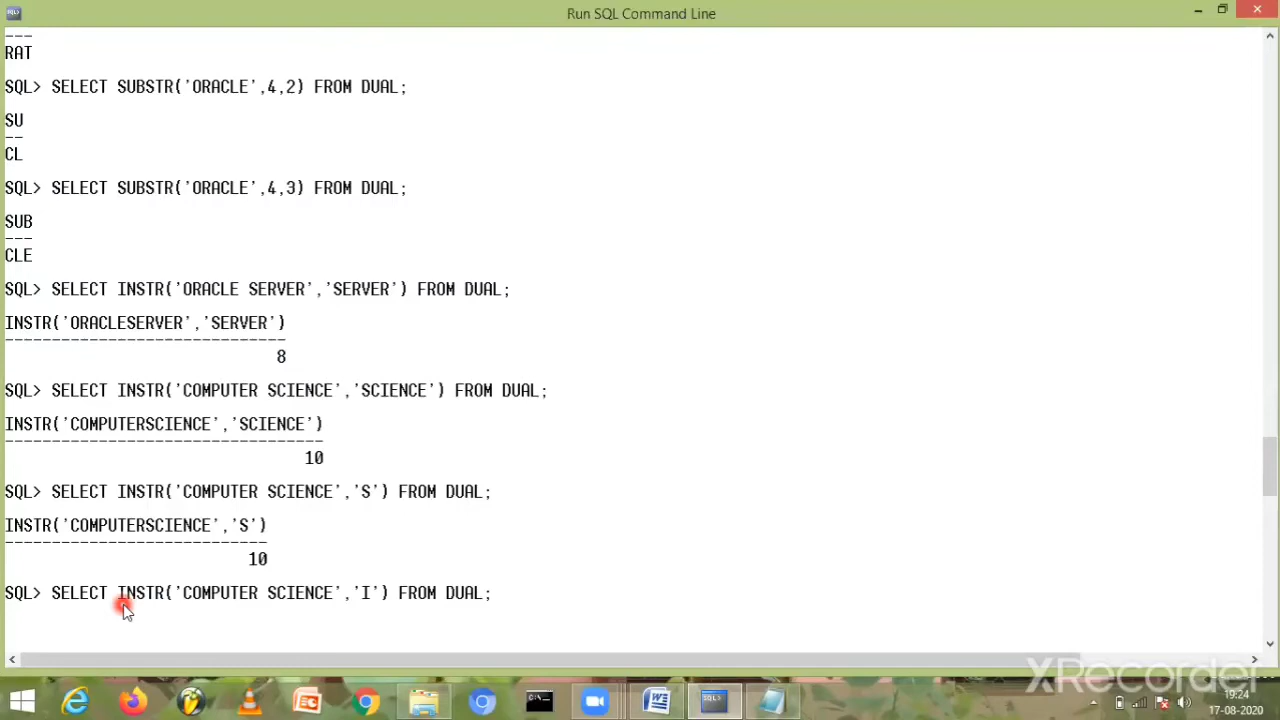 Run SQL Command Line
---
RAT
SQL> SELECT SUBSTR('ORACLE',4,2) FROM DUAL;
SU
--
CL
SQL> SELECT SUBSTR('ORACLE',4,3) FROM DUAL;
SUB
---
CLE
SQL> SELECT INSTR('ORACLE SERVER','SERVER') FROM DUAL;
INSTR('ORACLESERVER','SERVER')
------------------------------
8
SQL> SELECT INSTR('COMPUTER SCIENCE','SCIENCE') FROM DUAL;
INSTR('COMPUTERSCIENCE','SCIENCE')
----------------------------------
10
SQL> SELECT INSTR('COMPUTER SCIENCE','S') FROM DUAL;
INSTR('COMPUTERSCIENCE','S')
----------------------------
10
SQL> SELECT INSTR('COMPUTER SCIENCE','I') FROM DUAL;
XRecorder
19:24
17-08-2020